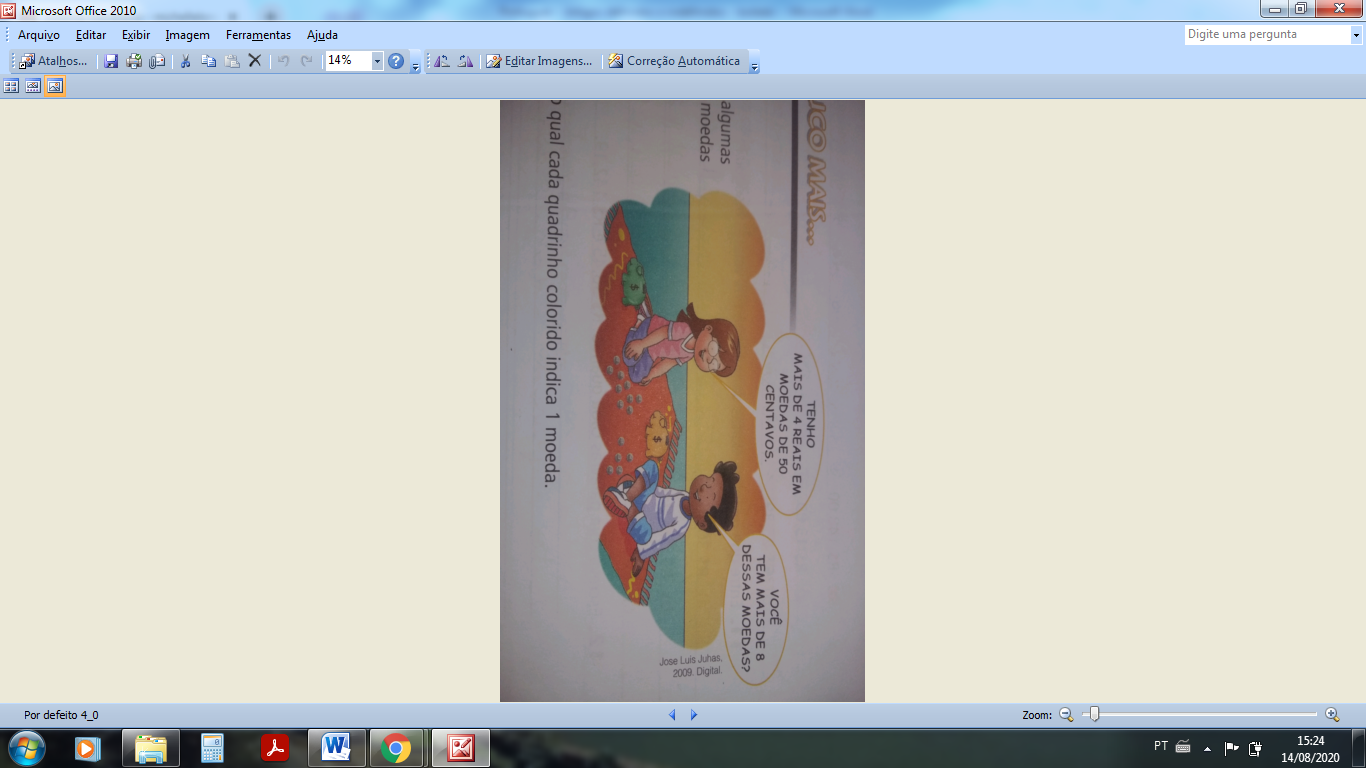 Microsoft Office 2010
Arquivo Editar Exibir Imagem Ferramentas Ajuda
Digite uma pergunta
Atalhos... 14% Editar Imagens... Correção Automática
ICO MAIS...
algumas
moedas
TENHO
MAIS DE 4 REAIS EM
MOEDAS DE 50
CENTAVOS.
VOCÊ
TEM MAIS DE 8
DESSAS MOEDAS?
Jose Luis Juhas.
2009. Digital.
qual cada quadrinho colorido indica 1 moeda.
Por defeito 4_0
Zoom:
PT
15:24
14/08/2020